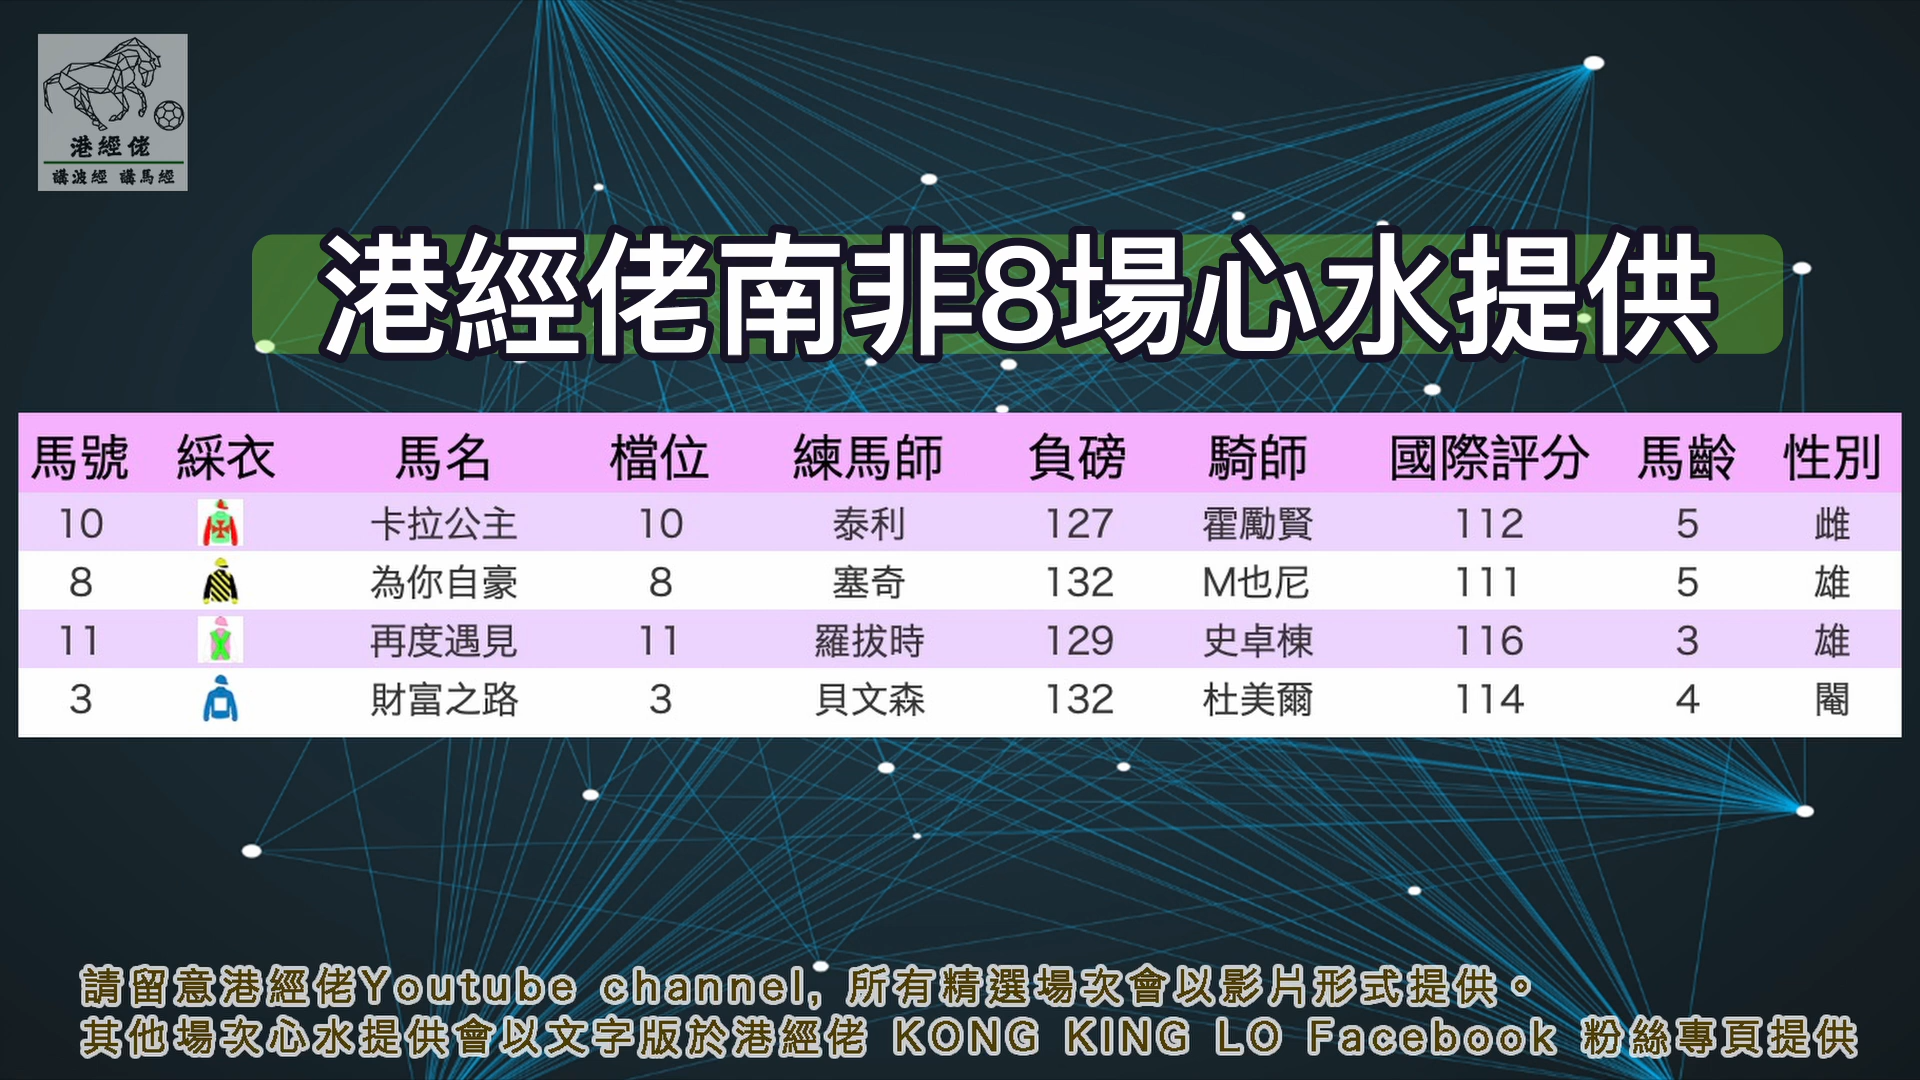 港經佬
講波經 講馬經
港經佬南非8場心水提供
馬號 綵衣 馬名 檔位 練馬師 負磅 騎師 國際評分 馬齡 性別
10 卡拉公主 10 泰利 127 霍勵賢 112 5 雌
8 為你自豪 8 塞奇 132 M也尼 111 5 雄
11 再度遇見 11 羅拔時 129 史卓棟 116 3 雄
3 財富之路 3 貝文森 132 杜美爾 114 4 閹
請留意港經佬Youtube channel, 所有精選場次會以影片形式提供。
其他場次心水提供會以文字版於港經佬 KONG KING LO Facebook 粉絲專頁提供